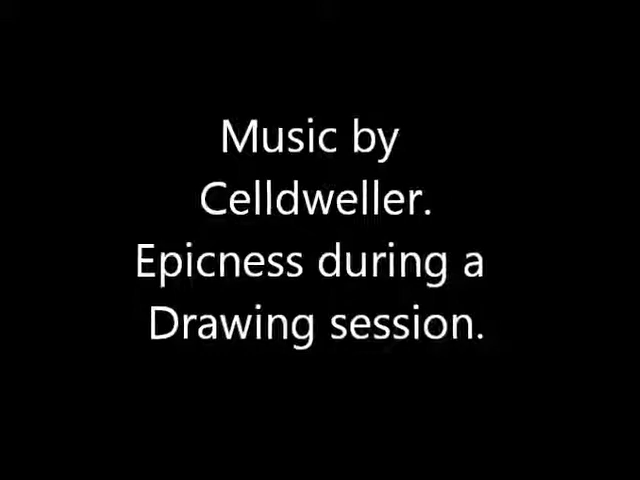 Music by
Celldweller.
Epicness during a
Drawing session.